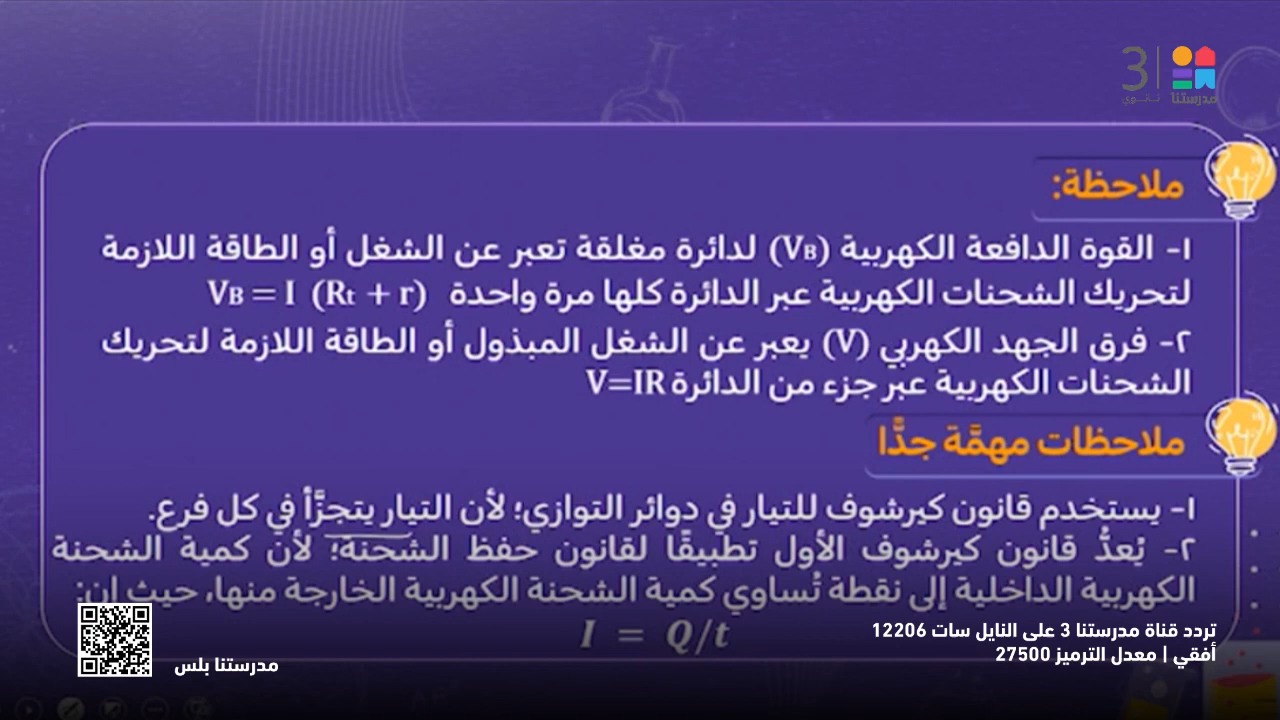 3
مدرستنا
ملاحظة:
١- القوة الدافعة الكهربية (VB) لدائرة مغلقة تعبر عن الشغل أو الطاقة اللازمة
لتحريك الشحنات الكهربية عبر الدائرة كلها مرة واحدة VB = I (Rt + r)
٢- فرق الجهد الكهربي (V) يعبر عن الشغل المبذول أو الطاقة اللازمة لتحريك
الشحنات الكهربية عبر جزء من الدائرة V=IR
ملاحظات مهمَّة جدًّا
١- يستخدم قانون كيرشوف للتيار في دوائر التوازي؛ لأن التيار يتجزَّأ في كل فرع.
٢- يُعدُّ قانون كيرشوف الأول تطبيقًا لقانون حفظ الشحنة؛ لأن كمية الشحنة
الكهربية الداخلية إلى نقطة تُساوي كمية الشحنة الكهربية الخارجة منها، حيث إن:
I = Q/t
تردد قناة مدرستنا 3 على النايل سات 12206
أفقي | معدل الترميز 27500
مدرستنا بلس